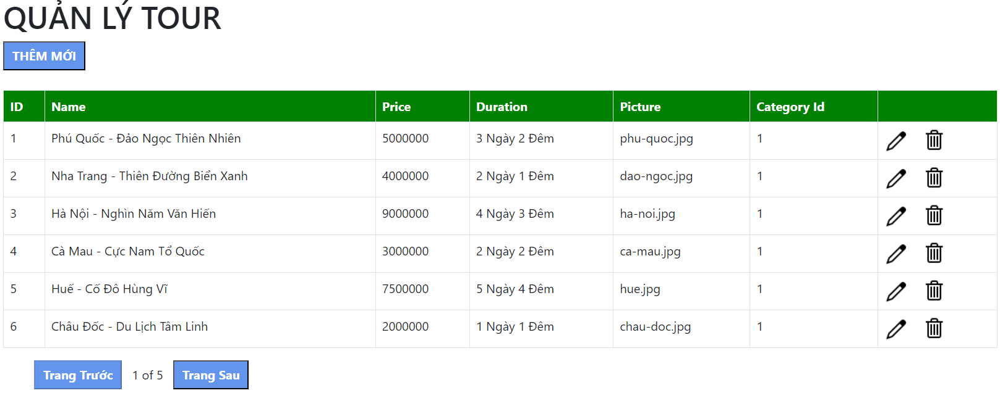 QUẢN LÝ TOUR
THÊM MỚI
ID Name Price Duration Picture Category Id
1 Phú Quốc - Đảo Ngọc Thiên Nhiên 5000000 3 Ngày 2 Đêm phu-quoc.jpg 1
2 Nha Trang - Thiên Đường Biển Xanh 4000000 2 Ngày 1 Đêm dao-ngoc.jpg 1
3 Hà Nội - Nghìn Năm Văn Hiến 9000000 4 Ngày 3 Đêm ha-noi.jpg 1
4 Cà Mau - Cực Nam Tổ Quốc 3000000 2 Ngày 2 Đêm ca-mau.jpg 1
5 Huế - Cố Đô Hùng Vĩ 7500000 5 Ngày 4 Đêm hue.jpg 1
6 Châu Đốc - Du Lịch Tâm Linh 2000000 1 Ngày 1 Đêm chau-doc.jpg 1
Trang Trước 1 of 5 Trang Sau